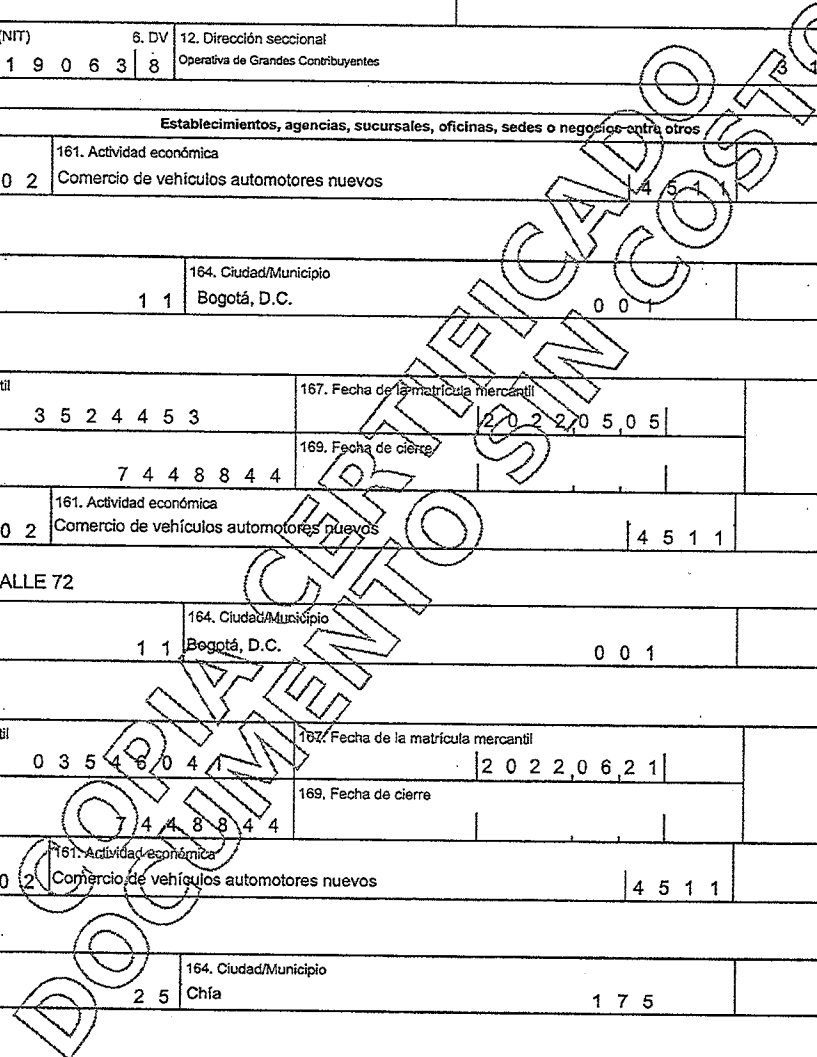 (NIT) 6. DV 12. Dirección seccional
1 9 0 6 3 8 Operativa de Grandes Contribuyentes 3 1
Establecimientos, agencias, sucursales, oficinas, sedes o negocios entre otros
161. Actividad económica
0 2 Comercio de vehículos automotores nuevos 4 5 1 1
164. Ciudad/Municipio
1 1 Bogotá, D.C. 0 0 1
til 167. Fecha de la matrícula mercantil
3 5 2 4 4 5 3 2 0 2 2 0 5 0 5
169. Fecha de cierre
7 4 4 8 8 4 4
161. Actividad económica
0 2 Comercio de vehículos automotores nuevos 4 5 1 1
ALLE 72
164. Ciudad/Municipio
1 1 Bogotá, D.C. 0 0 1
til 167. Fecha de la matrícula mercantil
0 3 5 4 6 0 4 1 2 0 2 2 0 6 2 1
169. Fecha de cierre
7 4 4 8 8 4 4
161. Actividad económica
0 2 Comercio de vehículos automotores nuevos 4 5 1 1
164. Ciudad/Municipio
2 5 Chía 1 7 5
COPIA CERTIFICADO
DOCUMENTO SIN COSTO